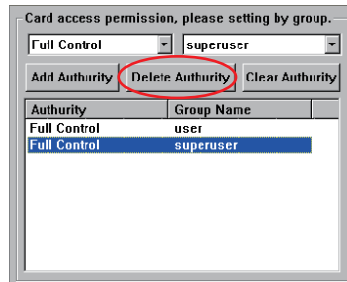 Card access permission, please setting by group.
Full Control superuser
Add Authurity Delete Authurity Clear Authurity
Authurity Group Name
Full Control user
Full Control superuser